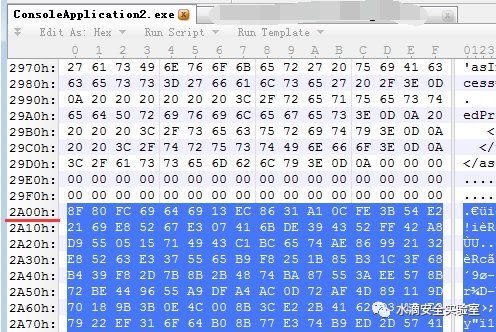 ConsoleApplication2.exe
Edit As: Hex Run Script Run Template
0 1 2 3 4 5 6 7 8 9 A B C D E F 0123
2970h: 27 61 73 49 6E 76 6F 6B 65 72 27 20 75 69 41 63 'asI
2980h: 63 65 73 73 3D 27 66 61 6C 73 65 27 20 2F 3E 0D cess
2990h: 0A 20 20 20 20 20 20 3C 2F 72 65 71 75 65 73 74 .
29A0h: 65 64 50 72 69 76 69 6C 65 67 65 73 3E 0D 0A 20 edPr
29B0h: 20 20 20 3C 2F 73 65 63 75 72 69 74 79 3E 0D 0A <
29C0h: 20 20 3C 2F 74 72 75 73 74 49 6E 66 6F 3E 0D 0A </
29D0h: 3C 2F 61 73 73 65 6D 62 6C 79 3E 0D 0A 00 00 00 </as
29E0h: 00 00 00 00 00 00 00 00 00 00 00 00 00 00 00 00 ....
29F0h: 00 00 00 00 00 00 00 00 00 00 00 00 00 00 00 00 ....
2A00h: 8F 80 FC 69 64 69 13 EC 86 31 A1 0C FE 3B 54 E2 .€üi
2A10h: 21 69 E8 52 67 E3 07 41 6B DE 39 43 52 FF 42 A8 !ièR
2A20h: D9 55 05 15 71 49 43 C1 BC 65 74 AE 86 99 21 32 ÙU..
2A30h: E8 52 63 E3 37 55 65 B9 F8 25 1B 85 B3 1C 3F 68 èRcã
2A40h: B4 39 F8 2D 7B 8B 2B 48 74 BA 87 55 3A EE 57 8B ´9ø-
2A50h: 72 BE 44 96 55 A9 DF A4 AC 0D 72 AF 4D 89 11 9D r¾D–
2A60h: 70 18 9B 3B 0E 4C 00 8B 3C E2 2B 41 62
2A70h: 79 22 EF 31 6F F4 B0 8B 77 E3 74 B9 ED 2D 57 41 y"ï1
水滴安全实验室